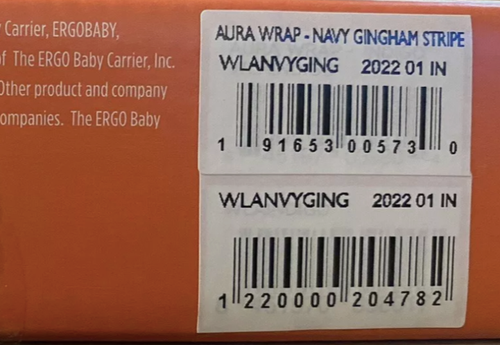 Carrier, ERGOBABY,
of The ERGO Baby Carrier, Inc.
Other product and company
ompanies. The ERGO Baby
AURA WRAP - NAVY GINGHAM STRIPE
WLANVYGING 2022 01 IN
1 91653 00573 0
WLANVYGING 2022 01 IN
1 220000 204782